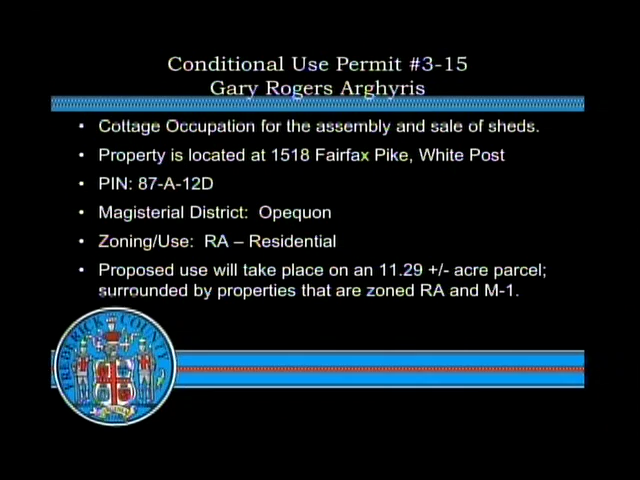 Conditional Use Permit #3-15
Gary Rogers Arghyris
• Cottage Occupation for the assembly and sale of sheds.
• Property is located at 1518 Fairfax Pike, White Post
• PIN: 87-A-12D
• Magisterial District: Opequon
• Zoning/Use: RA – Residential
• Proposed use will take place on an 11.29 +/- acre parcel;
surrounded by properties that are zoned RA and M-1.
FREDERICK COUNTY